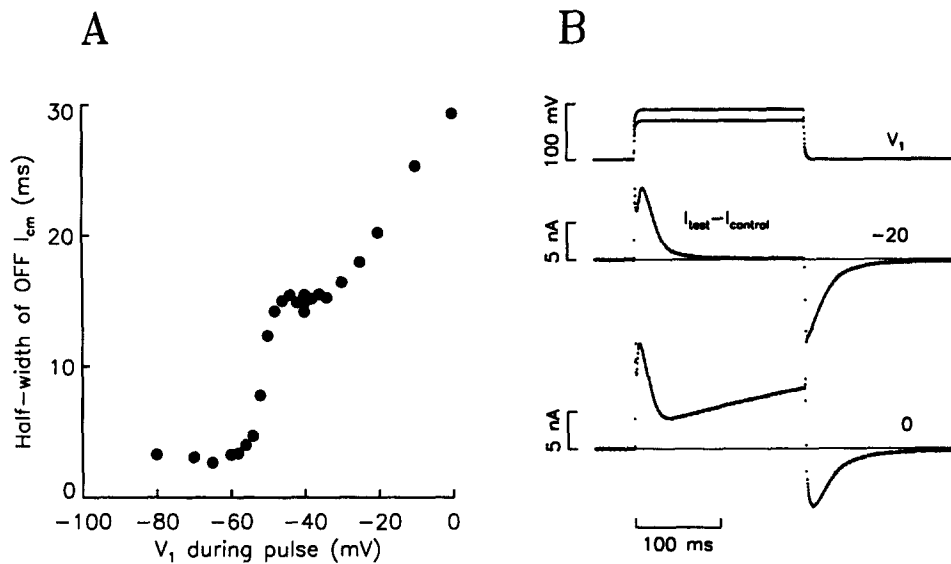 A
Half-width of OFF I_cm (ms)
30
20
10
0
-100
-80
-60
-40
-20
0
V_1 during pulse (mV)
B
100 mV
V_1
5 nA
I_test-I_control
-20
5 nA
0
100 ms